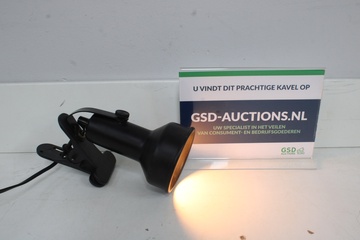 U VINDT DIT PRACHTIGE KAVEL OP
GSD-AUCTIONS.NL
UW SPECIALIST IN HET VEILEN
VAN CONSUMENT- EN BEDRIJFSGOEDEREN
GSD